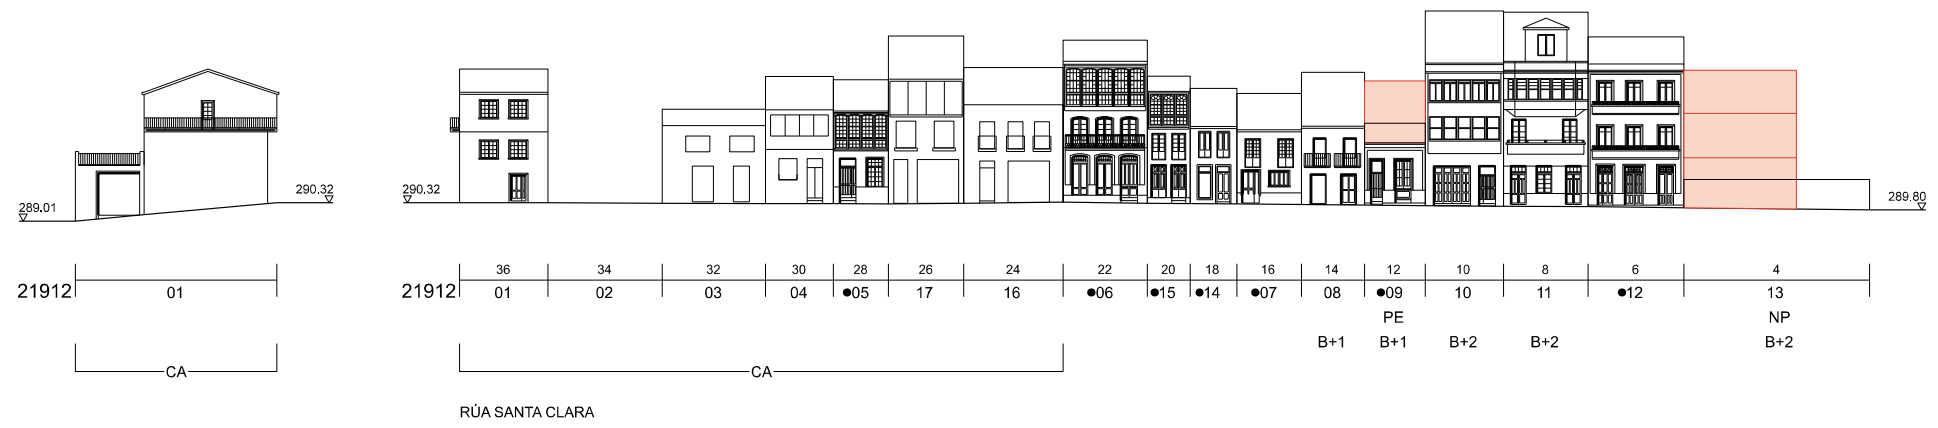 289.01
290.32
290.32
289.80
36 34 32 30 28 26 24 22 20 18 16 14 12 10 8 6 4
21912 01
21912 01 02 03 04 ●05 17 16 ●06 ●15 ●14 ●07 08 ●09 10 11 ●12 13
PE NP
B+1 B+1 B+2 B+2 B+2
CA CA
RÚA SANTA CLARA